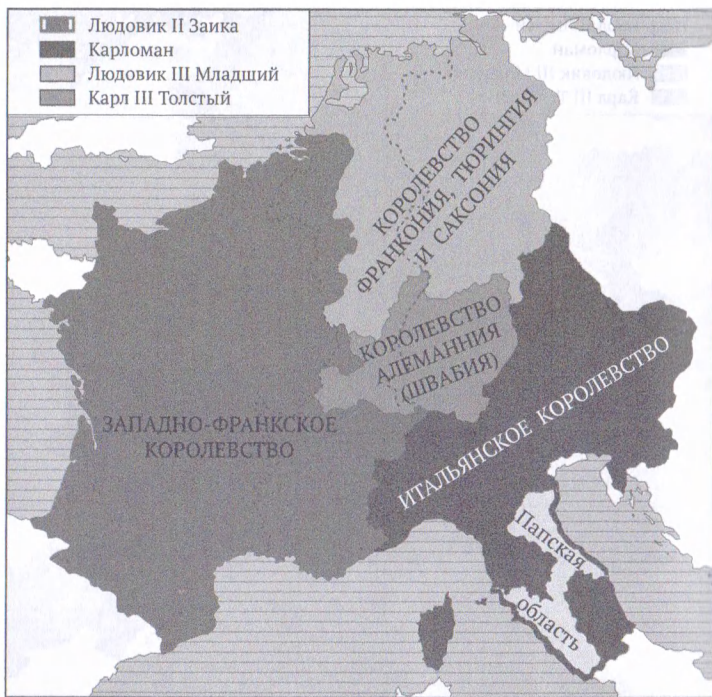 Людовик II Заика
Карломан
Людовик III Младший
Карл III Толстый
КОРОЛЕВСТВО
ФРАНКОНИЯ, ТЮРИНГИЯ
И САКСОНИЯ
КОРОЛЕВСТВО
АЛЕМАННИЯ
(ШВАБИЯ)
ЗАПАДНО-ФРАНКСКОЕ
КОРОЛЕВСТВО
ИТАЛЬЯНСКОЕ КОРОЛЕВСТВО
Папская
область